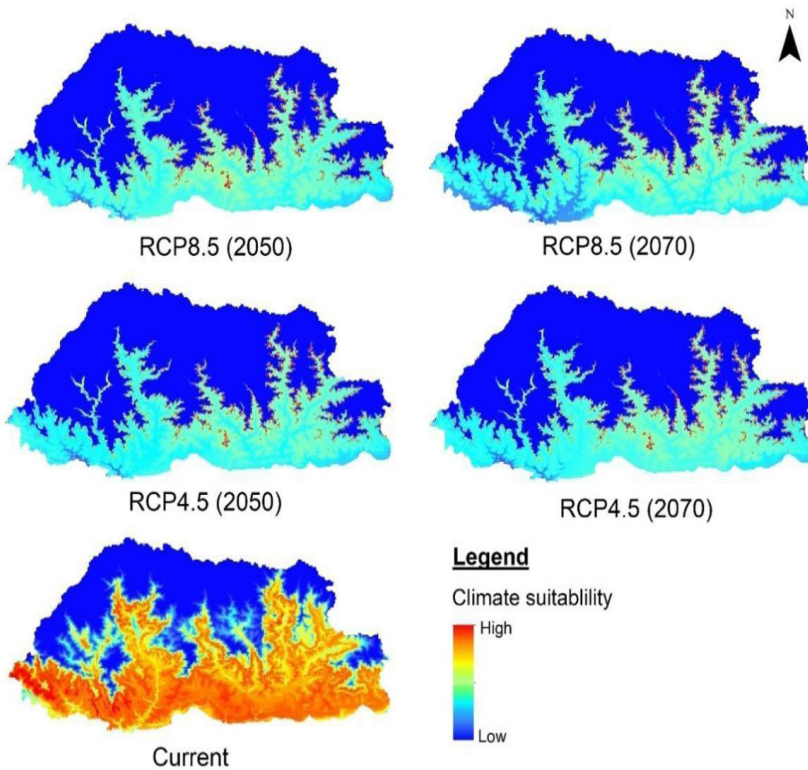 N
RCP8.5 (2050)
RCP8.5 (2070)
RCP4.5 (2050)
RCP4.5 (2070)
Legend
Climate suitablility
High
Low
Current